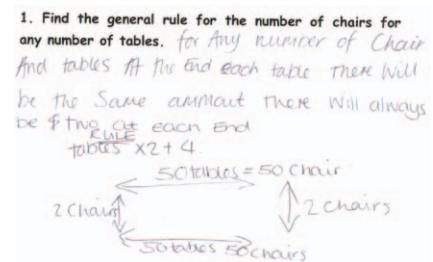 1. Find the general rule for the number of chairs for
any number of tables. for Any number of Chair
And tables At the End each table There Will
be the Same ammaut There Will always
be two at each End
RULE
tables x2+4
50 tables = 50 Chair
2 Chairs
2 chairs
50 tables 50 chairs